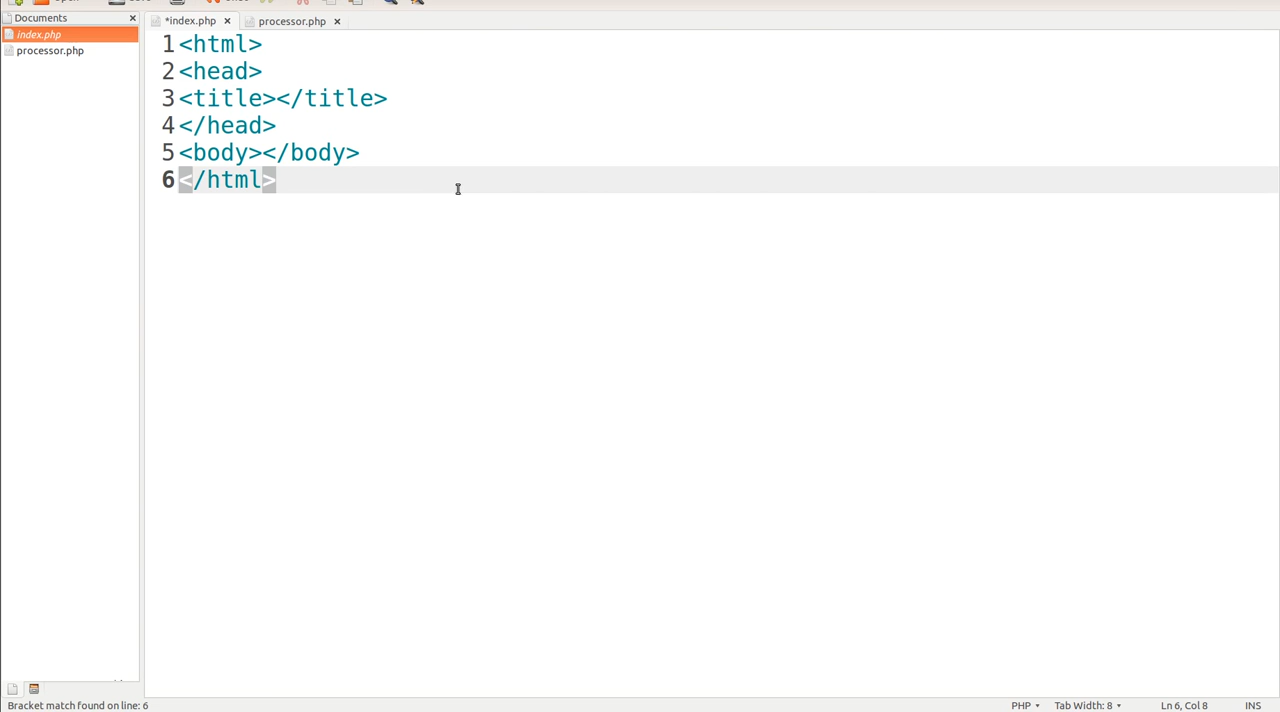 Documents
*index.php
processor.php
index.php
processor.php
1<html>
2<head>
3<title></title>
4</head>
5<body></body>
6</html>
Bracket match found on line: 6
PHP
Tab Width: 8
Ln 6, Col 8
INS